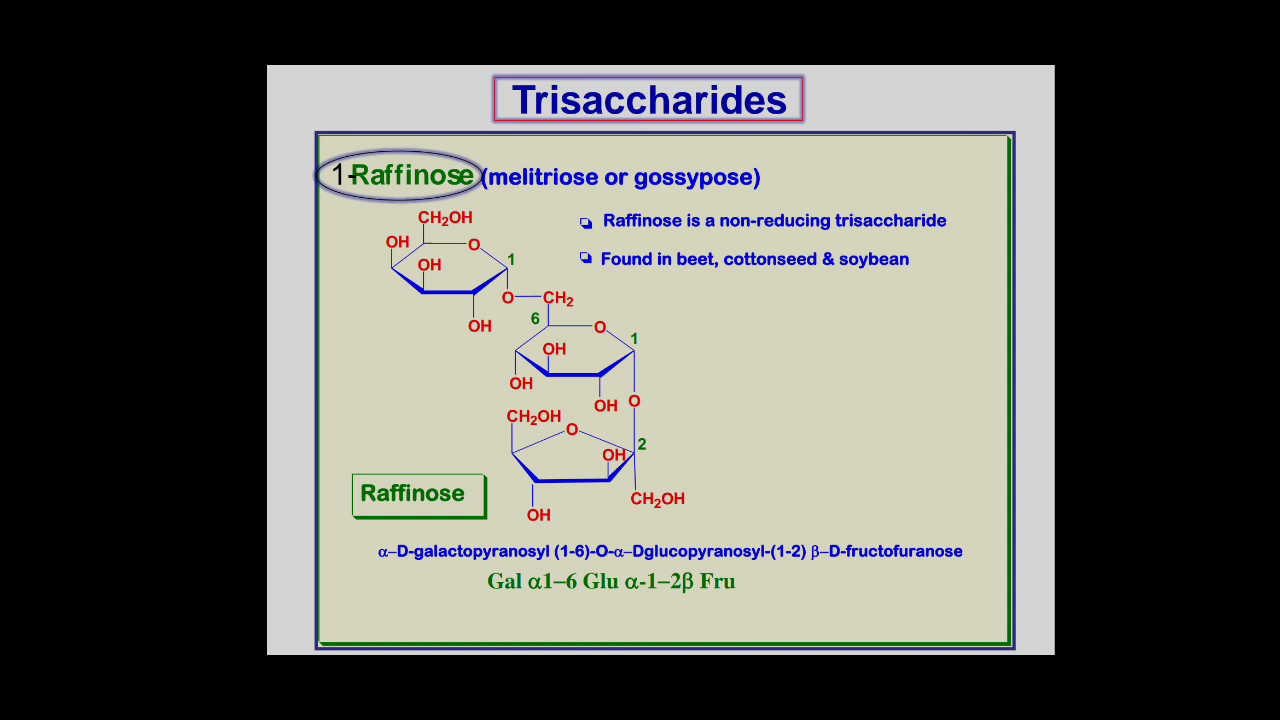 Trisaccharides
1-Raffinose (melitriose or gossypose)
❑ Raffinose is a non-reducing trisaccharide
❑ Found in beet, cottonseed & soybean
CH2OH
OH
O
OH
1
O
CH2
OH
6
O
1
OH
OH
OH
O
CH2OH
O
2
OH
CH2OH
OH
Raffinose
α–D-galactopyranosyl (1-6)-O-α–Dglucopyranosyl-(1-2) β–D-fructofuranose
Gal α1–6 Glu α-1–2β Fru